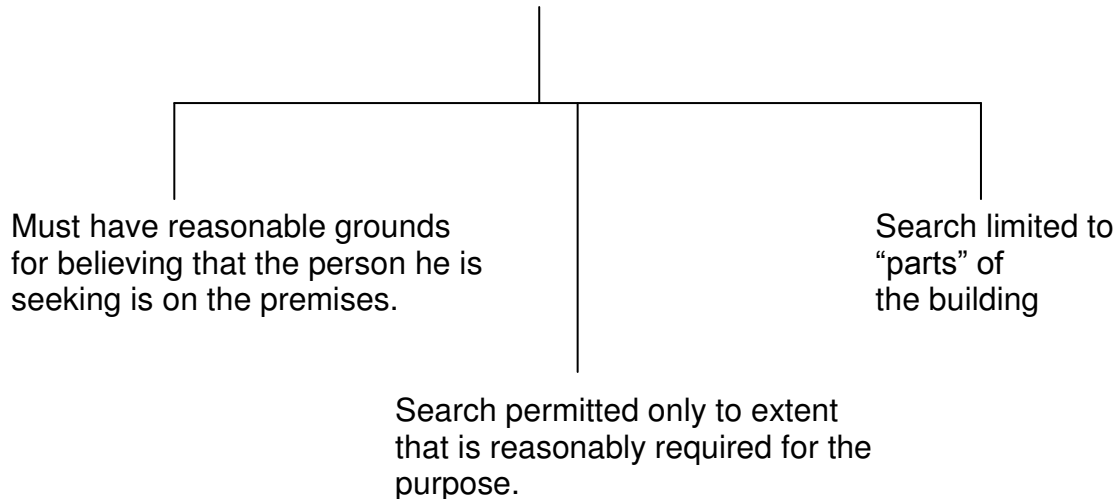 Must have reasonable grounds
for believing that the person he is
seeking is on the premises.
Search limited to
“parts” of
the building
Search permitted only to extent
that is reasonably required for the
purpose.